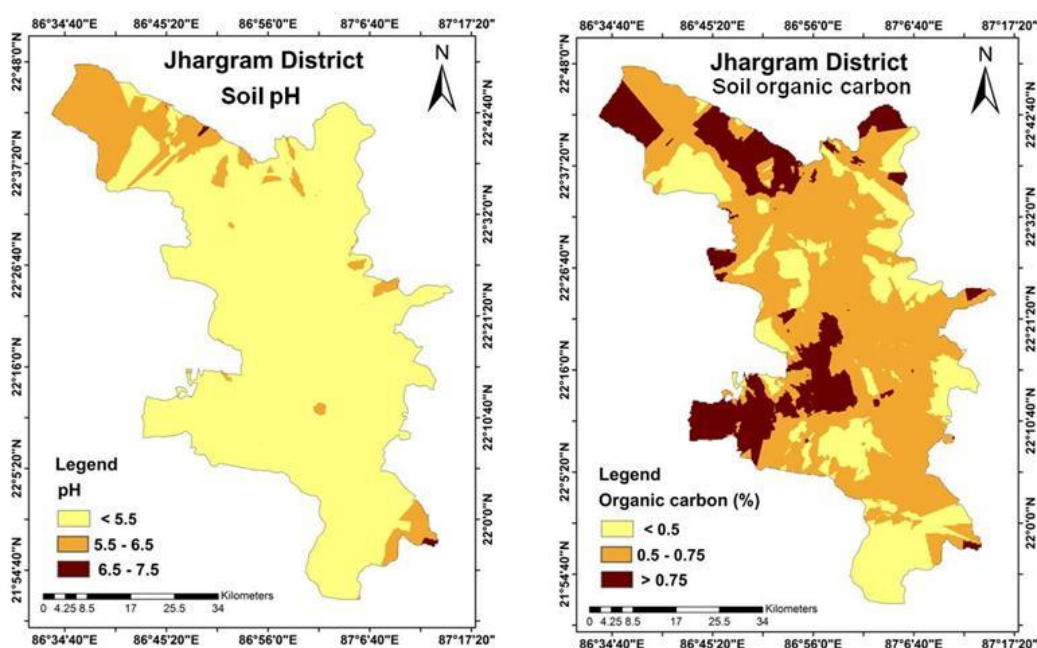 86°34'40"E 86°45'20"E 86°56'0"E 87°6'40"E 87°17'20"E
Jhargram District
Soil pH
N
22°48'0"N
22°37'20"N
22°26'40"N
22°16'0"N
22°5'20"N
21°54'40"N
22°42'40"N
22°32'0"N
22°21'20"N
22°10'40"N
22°0'0"N
Legend
pH
< 5.5
5.5 - 6.5
6.5 - 7.5
Kilometers
0 4.25 8.5 17 25.5 34
86°34'40"E 86°45'20"E 86°56'0"E 87°6'40"E 87°17'20"E
86°34'40"E 86°45'20"E 86°56'0"E 87°6'40"E 87°17'20"E
Jhargram District
Soil organic carbon
N
22°48'0"N
22°37'20"N
22°26'40"N
22°16'0"N
22°5'20"N
21°54'40"N
22°42'40"N
22°32'0"N
22°21'20"N
22°10'40"N
22°0'0"N
Legend
Organic carbon (%)
< 0.5
0.5 - 0.75
> 0.75
Kilometers
0 4.25 8.5 17 25.5 34
86°34'40"E 86°45'20"E 86°56'0"E 87°6'40"E 87°17'20"E